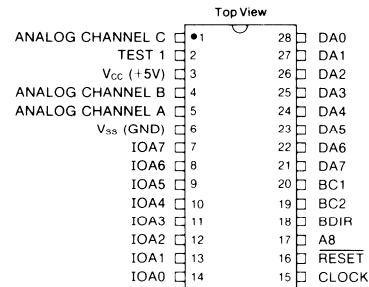 Top View
ANALOG CHANNEL C 1 28 DA0
TEST 1 2 27 DA1
Vcc (+5V) 3 26 DA2
ANALOG CHANNEL B 4 25 DA3
ANALOG CHANNEL A 5 24 DA4
Vss (GND) 6 23 DA5
IOA7 7 22 DA6
IOA6 8 21 DA7
IOA5 9 20 BC1
IOA4 10 19 BC2
IOA3 11 18 BDIR
IOA2 12 17 A8
IOA1 13 16 RESET
IOA0 14 15 CLOCK